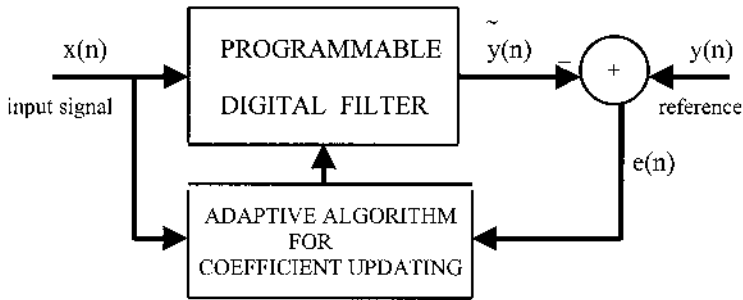 x(n)
input signal
PROGRAMMABLE
DIGITAL FILTER
ỹ(n)
−
+
y(n)
reference
e(n)
ADAPTIVE ALGORITHM
FOR
COEFFICIENT UPDATING